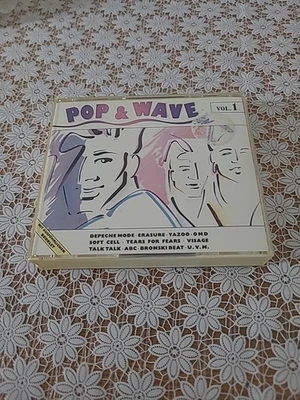 POP & WAVE
VOL. 1
DEPECHE MODE · ERASURE · YAZOO · OMD
SOFT CELL · TEARS FOR FEARS · VISAGE
TALK TALK · ABC · BRONSKI BEAT · U.V.M.